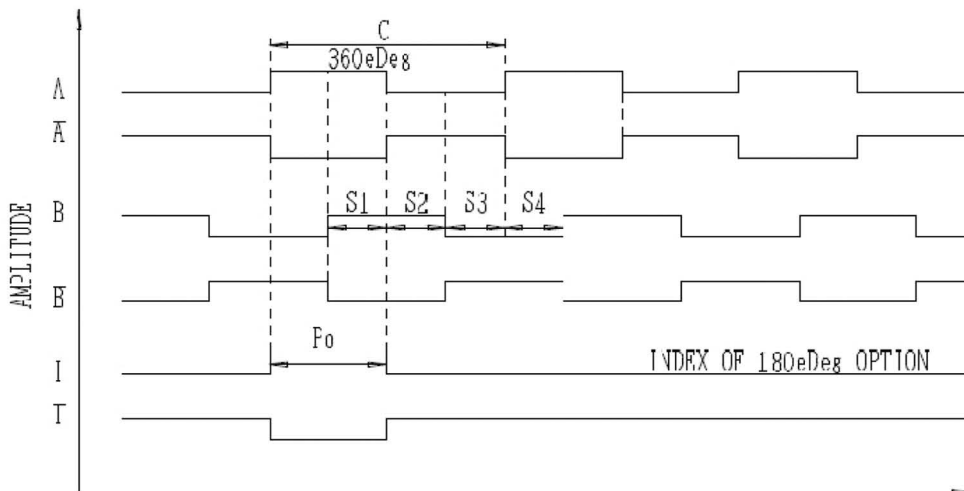 C
360eDeg
A
A̅
S1 S2 S3 S4
B
B̅
Po
INDEX OF 180eDeg OPTION
I
I̅
AMPLITUDE